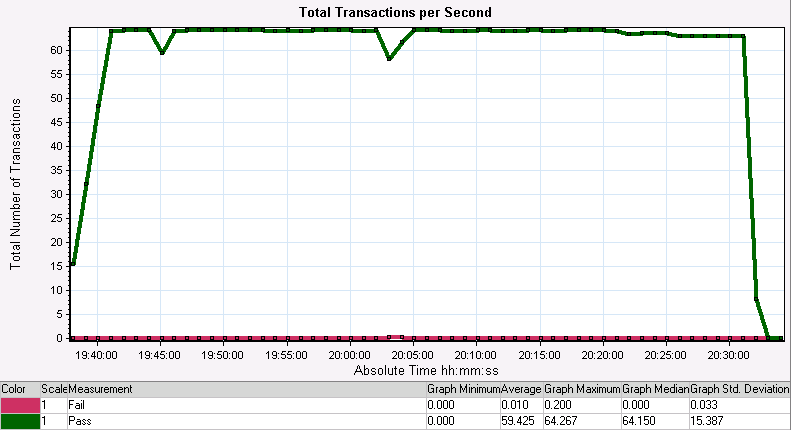 Total Transactions per Second
Total Number of Transactions
60
55
50
45
40
35
30
25
20
15
10
5
0
19:40:00 19:45:00 19:50:00 19:55:00 20:00:00 20:05:00 20:10:00 20:15:00 20:20:00 20:25:00 20:30:00
Absolute Time hh:mm:ss
Color Scale Measurement Graph Minimum Average Graph Maximum Graph Median Graph Std. Deviation
1 Fail 0.000 0.010 0.200 0.000 0.033
1 Pass 0.000 59.425 64.267 64.150 15.387